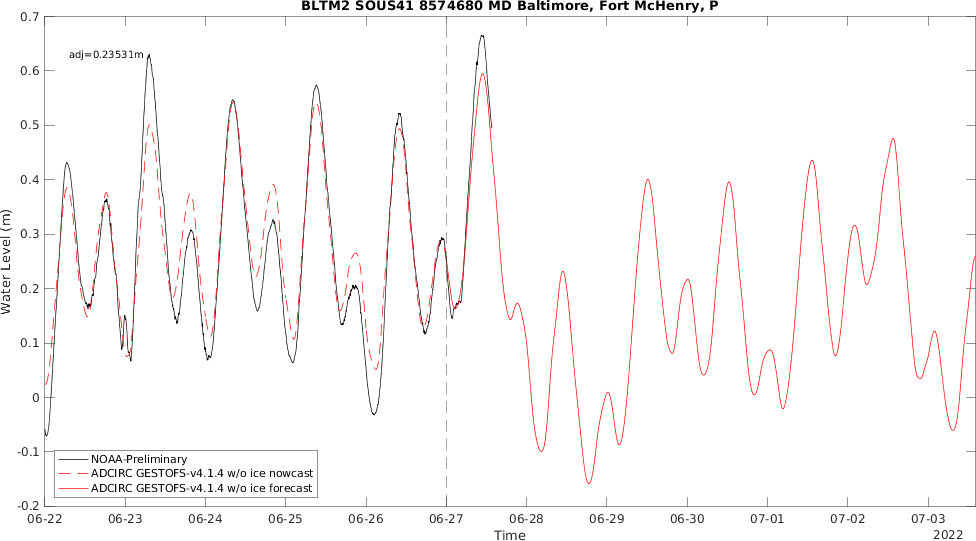 BLTM2 SOUS41 8574680 MD Baltimore, Fort McHenry, P
0.7
adj=0.23531m
0.6
0.5
0.4
0.3
0.2
0.1
0
-0.1
-0.2
Water Level (m)
NOAA-Preliminary
ADCIRC GESTOFS-v4.1.4 w/o ice nowcast
ADCIRC GESTOFS-v4.1.4 w/o ice forecast
06-22 06-23 06-24 06-25 06-26 06-27 06-28 06-29 06-30 07-01 07-02 07-03
Time
2022